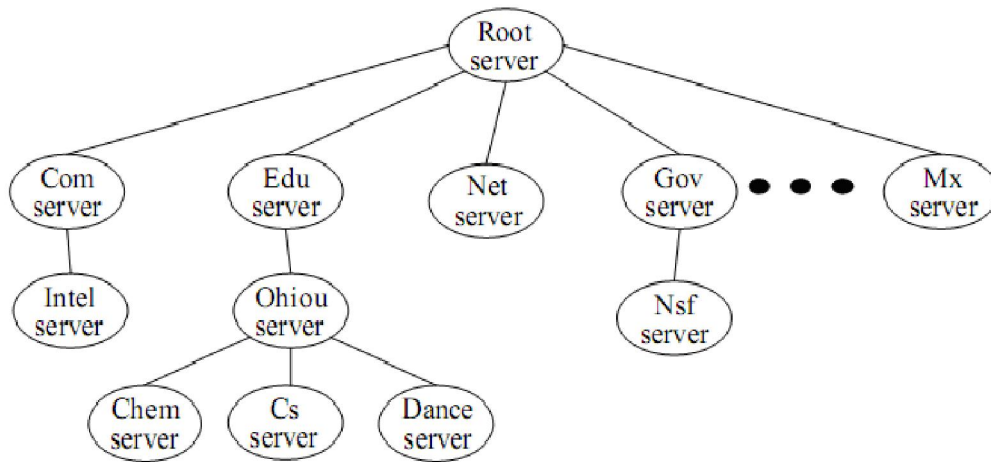 Root
server
Com
server
Edu
server
Net
server
Gov
server
Mx
server
Intel
server
Ohiou
server
Nsf
server
Chem
server
Cs
server
Dance
server